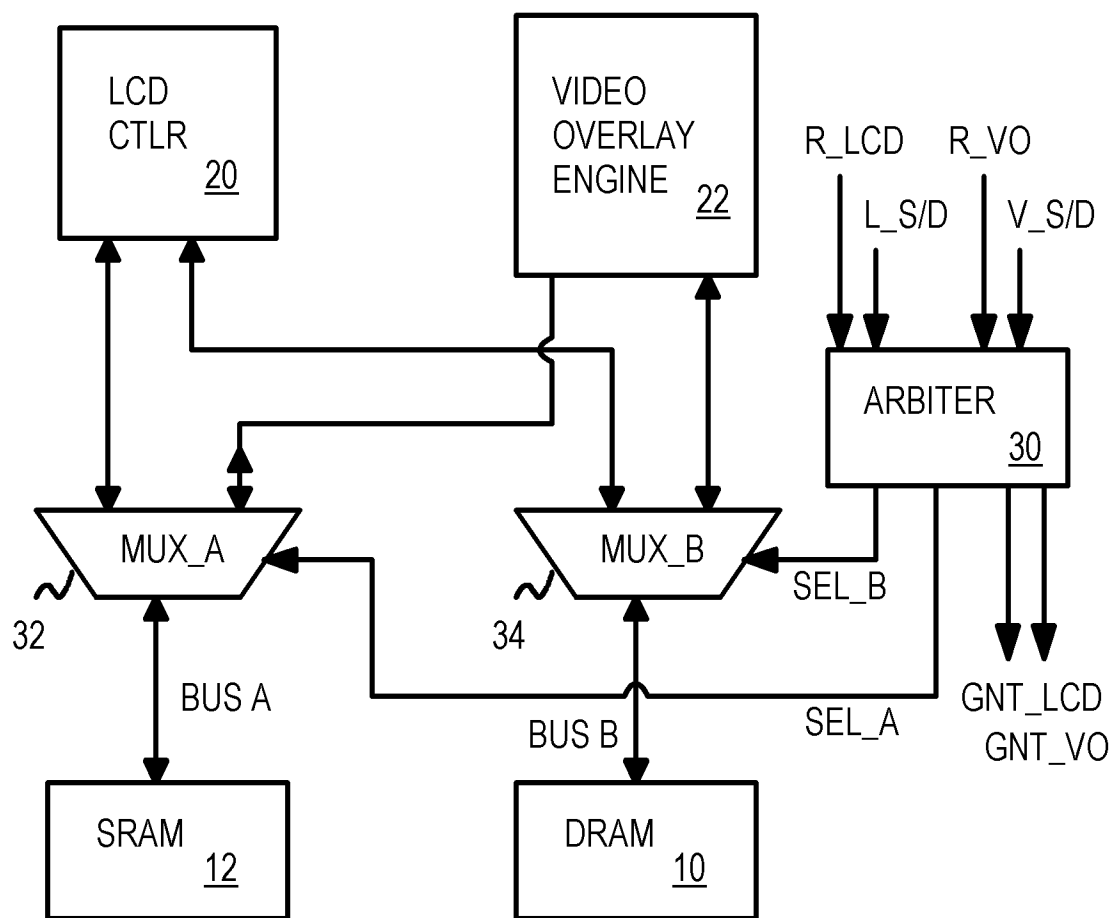 LCD
CTLR
20
VIDEO
OVERLAY
ENGINE
22
R_LCD
R_VO
L_S/D
V_S/D
ARBITER
30
MUX_A
MUX_B
SEL_B
32
34
BUS A
BUS B
SEL_A
GNT_LCD
GNT_VO
SRAM
12
DRAM
10